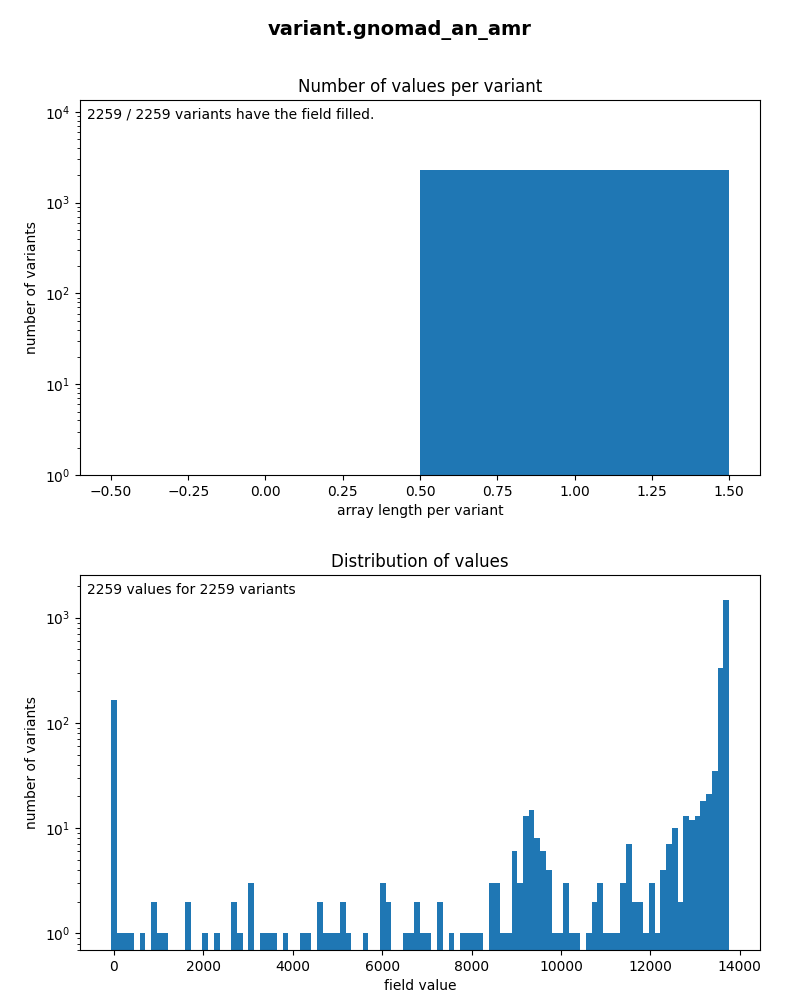 variant.gnomad_an_amr
Number of values per variant
2259 / 2259 variants have the field filled.
number of variants
10⁴
10³
10²
10¹
10⁰
−0.50 −0.25 0.00 0.25 0.50 0.75 1.00 1.25 1.50
array length per variant
Distribution of values
2259 values for 2259 variants
number of variants
10³
10²
10¹
10⁰
0 2000 4000 6000 8000 10000 12000 14000
field value